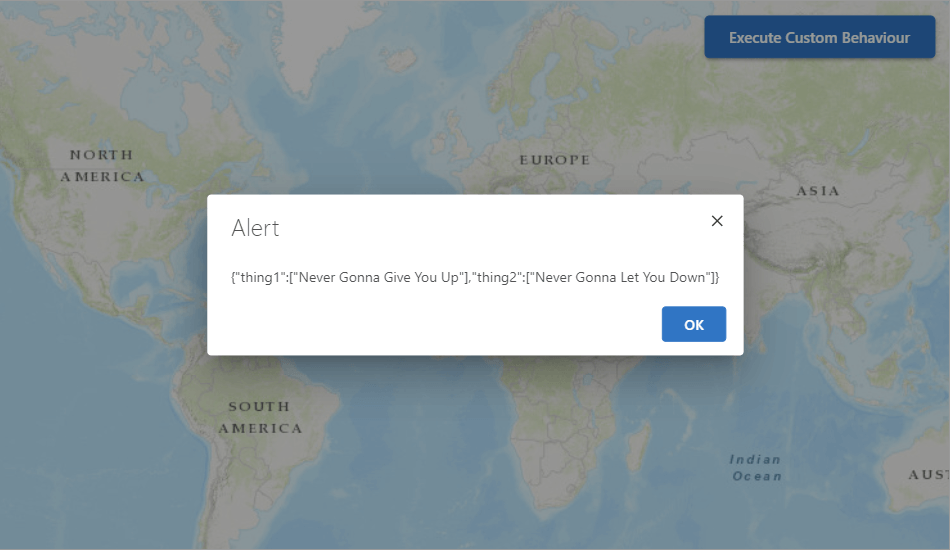 Execute Custom Behaviour
NORTH
AMERICA
EUROPE
ASIA
Alert
{"thing1":["Never Gonna Give You Up"],"thing2":["Never Gonna Let You Down"]}
OK
SOUTH
AMERICA
Indian
Ocean
AUST